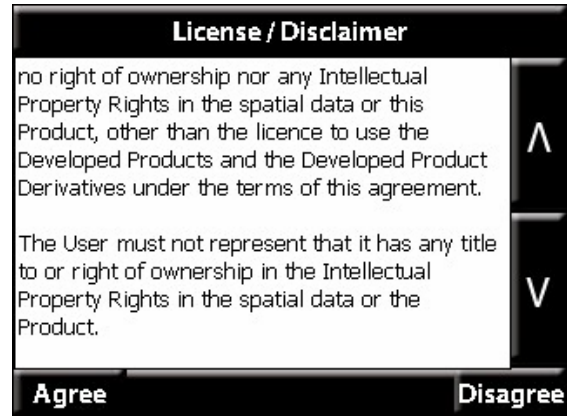 License / Disclaimer
no right of ownership nor any Intellectual
Property Rights in the spatial data or this
Product, other than the licence to use the
Developed Products and the Developed Product
Derivatives under the terms of this agreement.
The User must not represent that it has any title
to or right of ownership in the Intellectual
Property Rights in the spatial data or the
Product.
Agree
Disagree